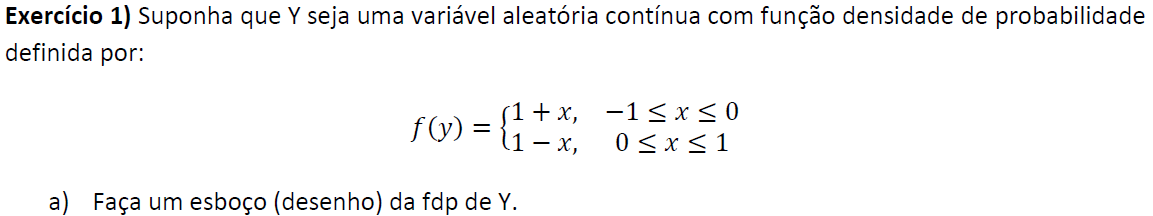 Exercício 1) Suponha que Y seja uma variável aleatória contínua com função densidade de probabilidade
definida por:
f(y) = {1 + x, −1 ≤ x ≤ 0
1 − x, 0 ≤ x ≤ 1
a) Faça um esboço (desenho) da fdp de Y.